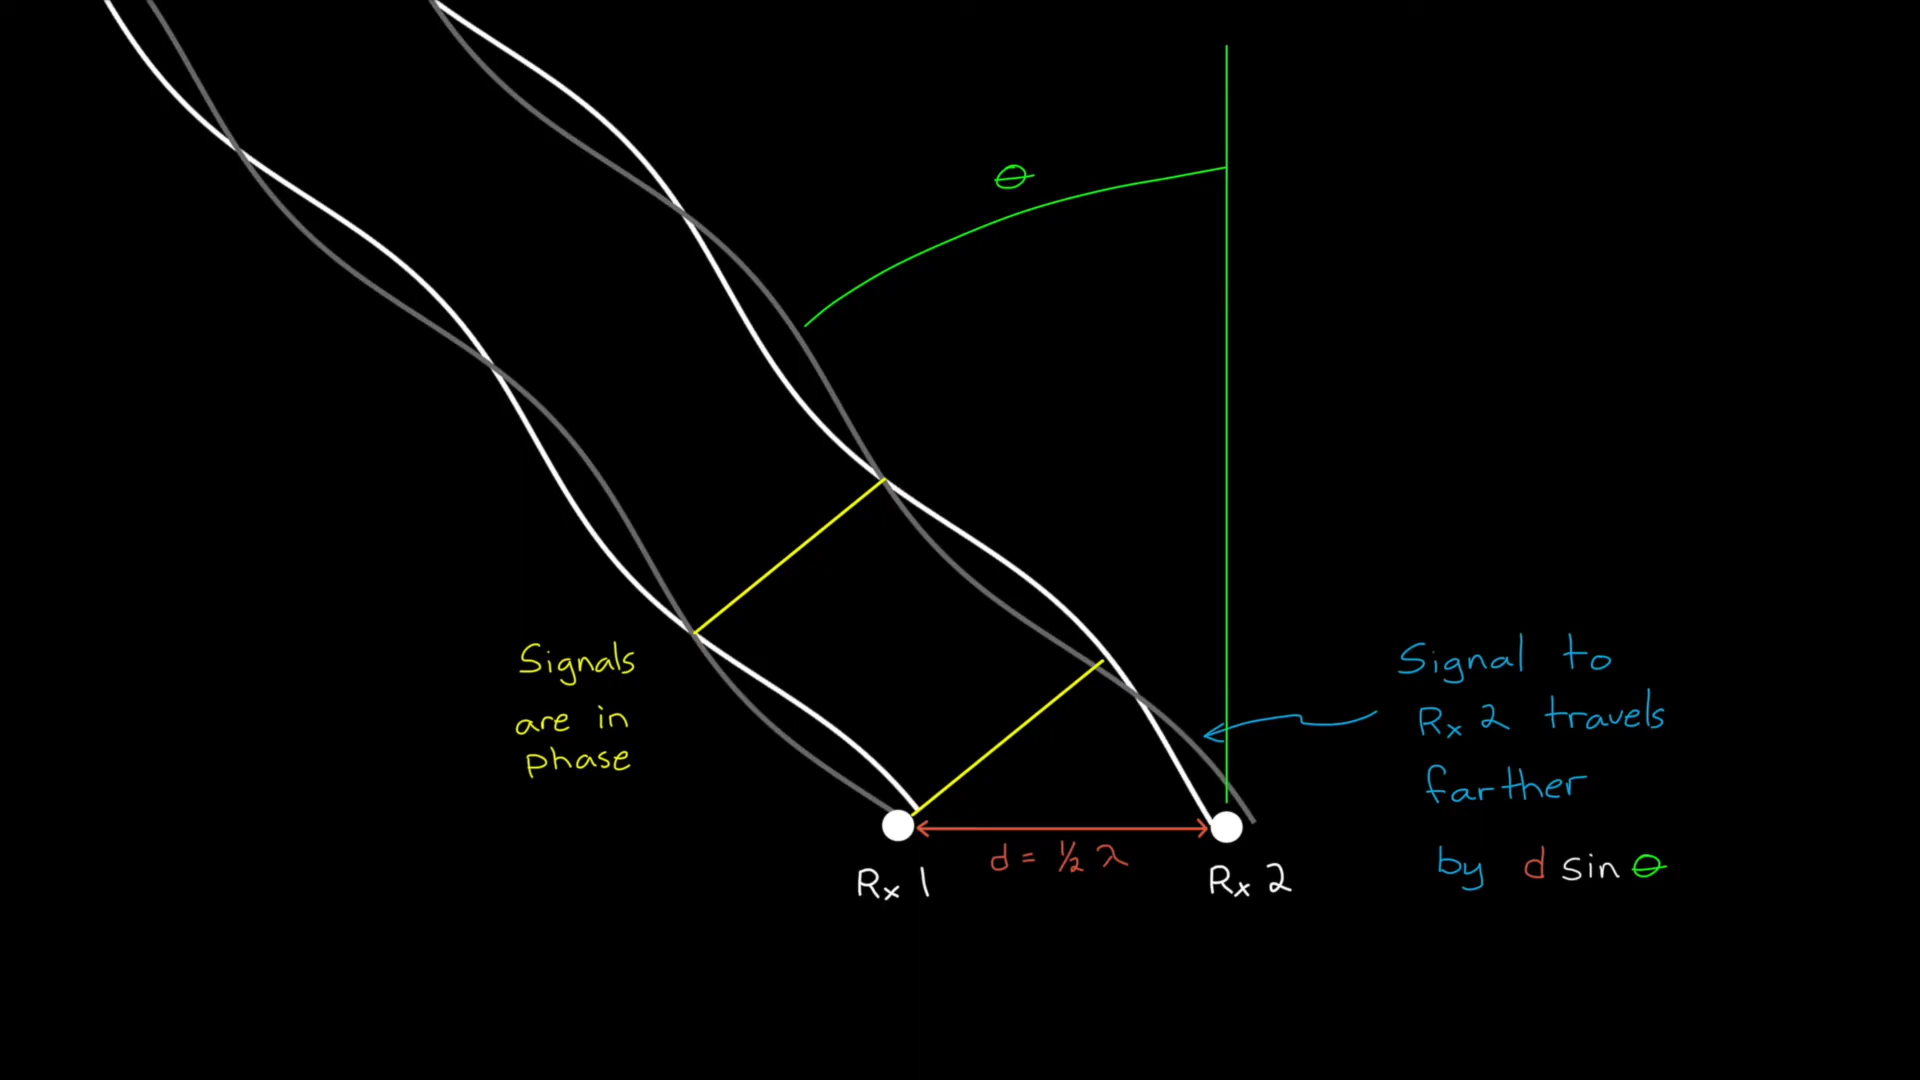 θ
Signals
are in
phase
Signal to
Rx 2 travels
farther
by d sin θ
d = ½ λ
Rx 1
Rx 2